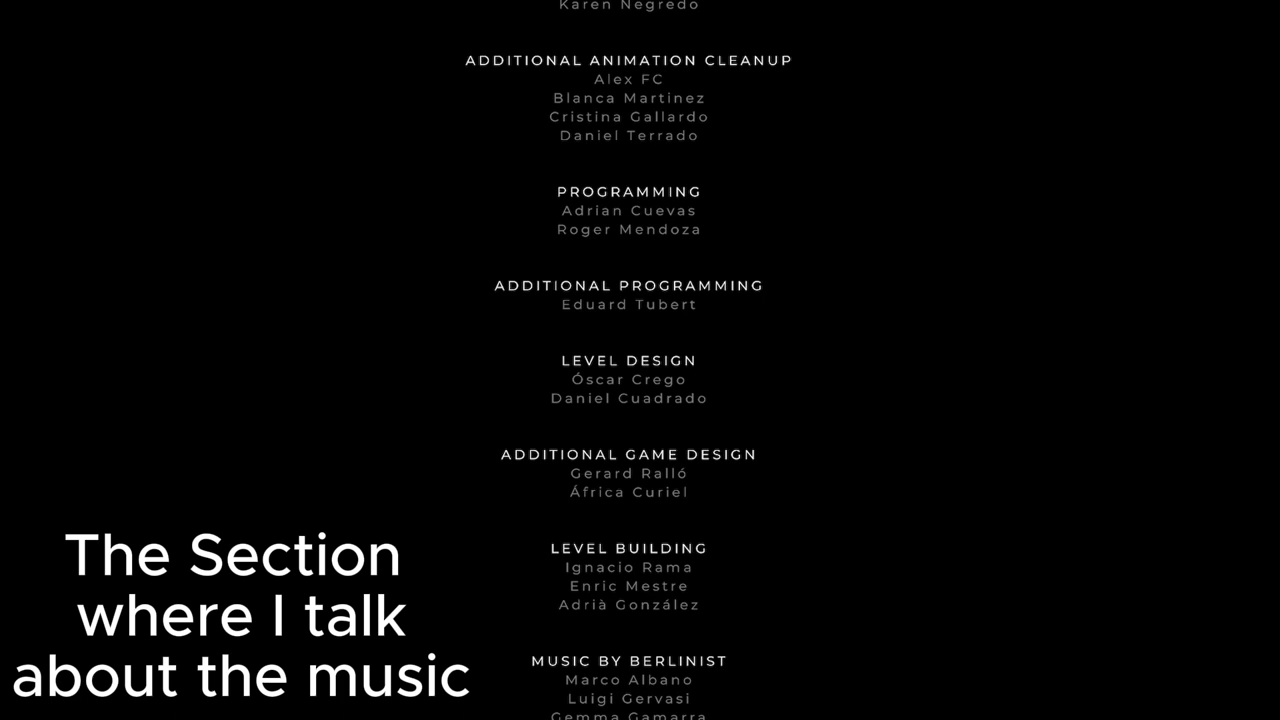 Karen Negredo
ADDITIONAL ANIMATION CLEANUP
Alex FC
Blanca Martinez
Cristina Gallardo
Daniel Terrado
PROGRAMMING
Adrian Cuevas
Roger Mendoza
ADDITIONAL PROGRAMMING
Eduard Tubert
LEVEL DESIGN
Óscar Crego
Daniel Cuadrado
ADDITIONAL GAME DESIGN
Gerard Ralló
África Curiel
LEVEL BUILDING
Ignacio Rama
Enric Mestre
Adrià González
MUSIC BY BERLINIST
Marco Albano
Luigi Gervasi
Gemma Gamarra
The Section
where I talk
about the music